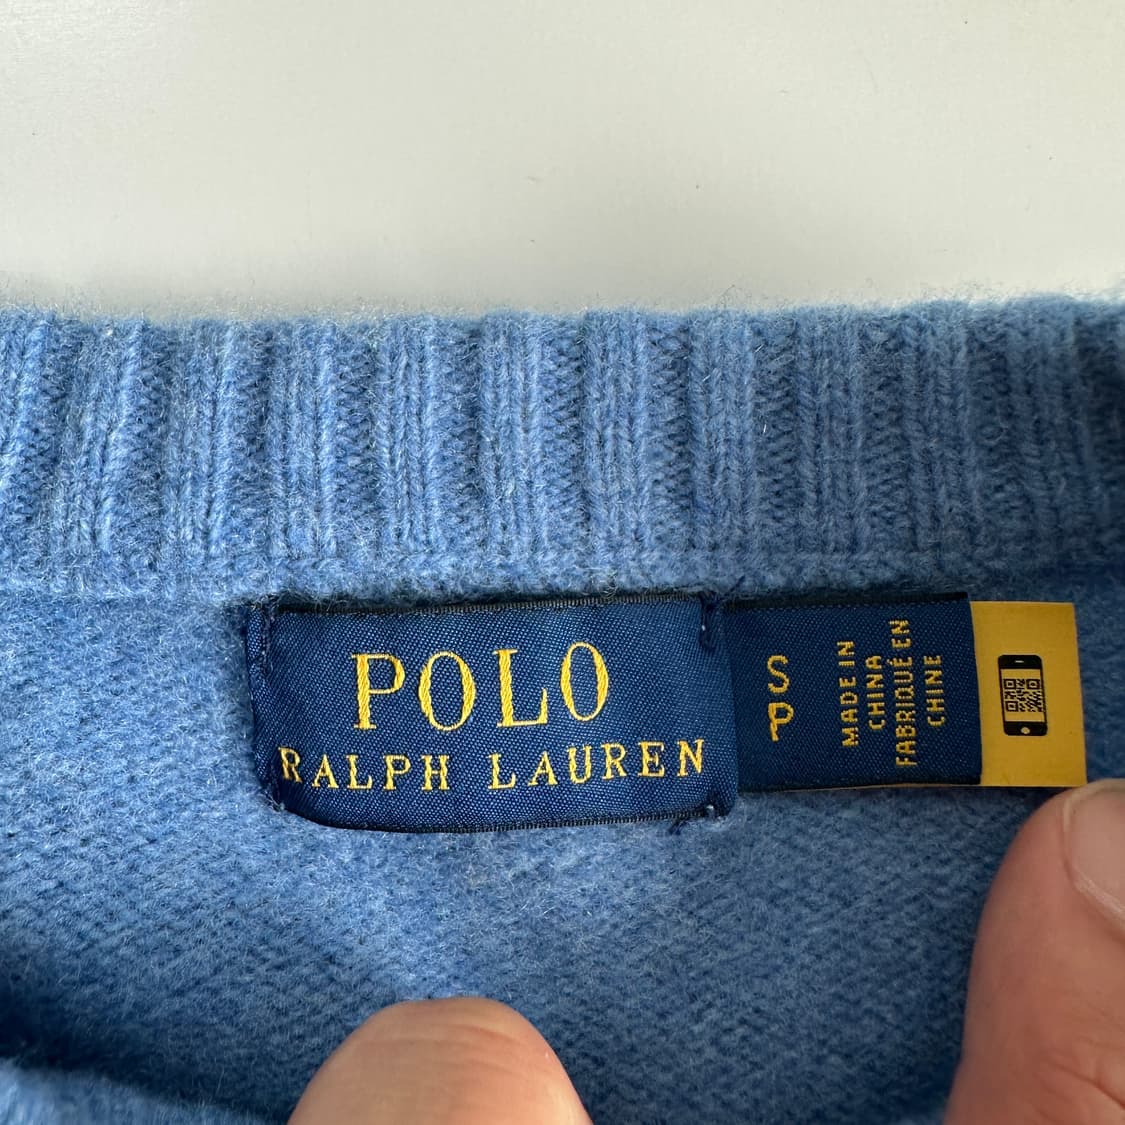 POLO
RALPH LAUREN
S
P
MADE IN
CHINA
FABRIQUÉ EN
CHINE